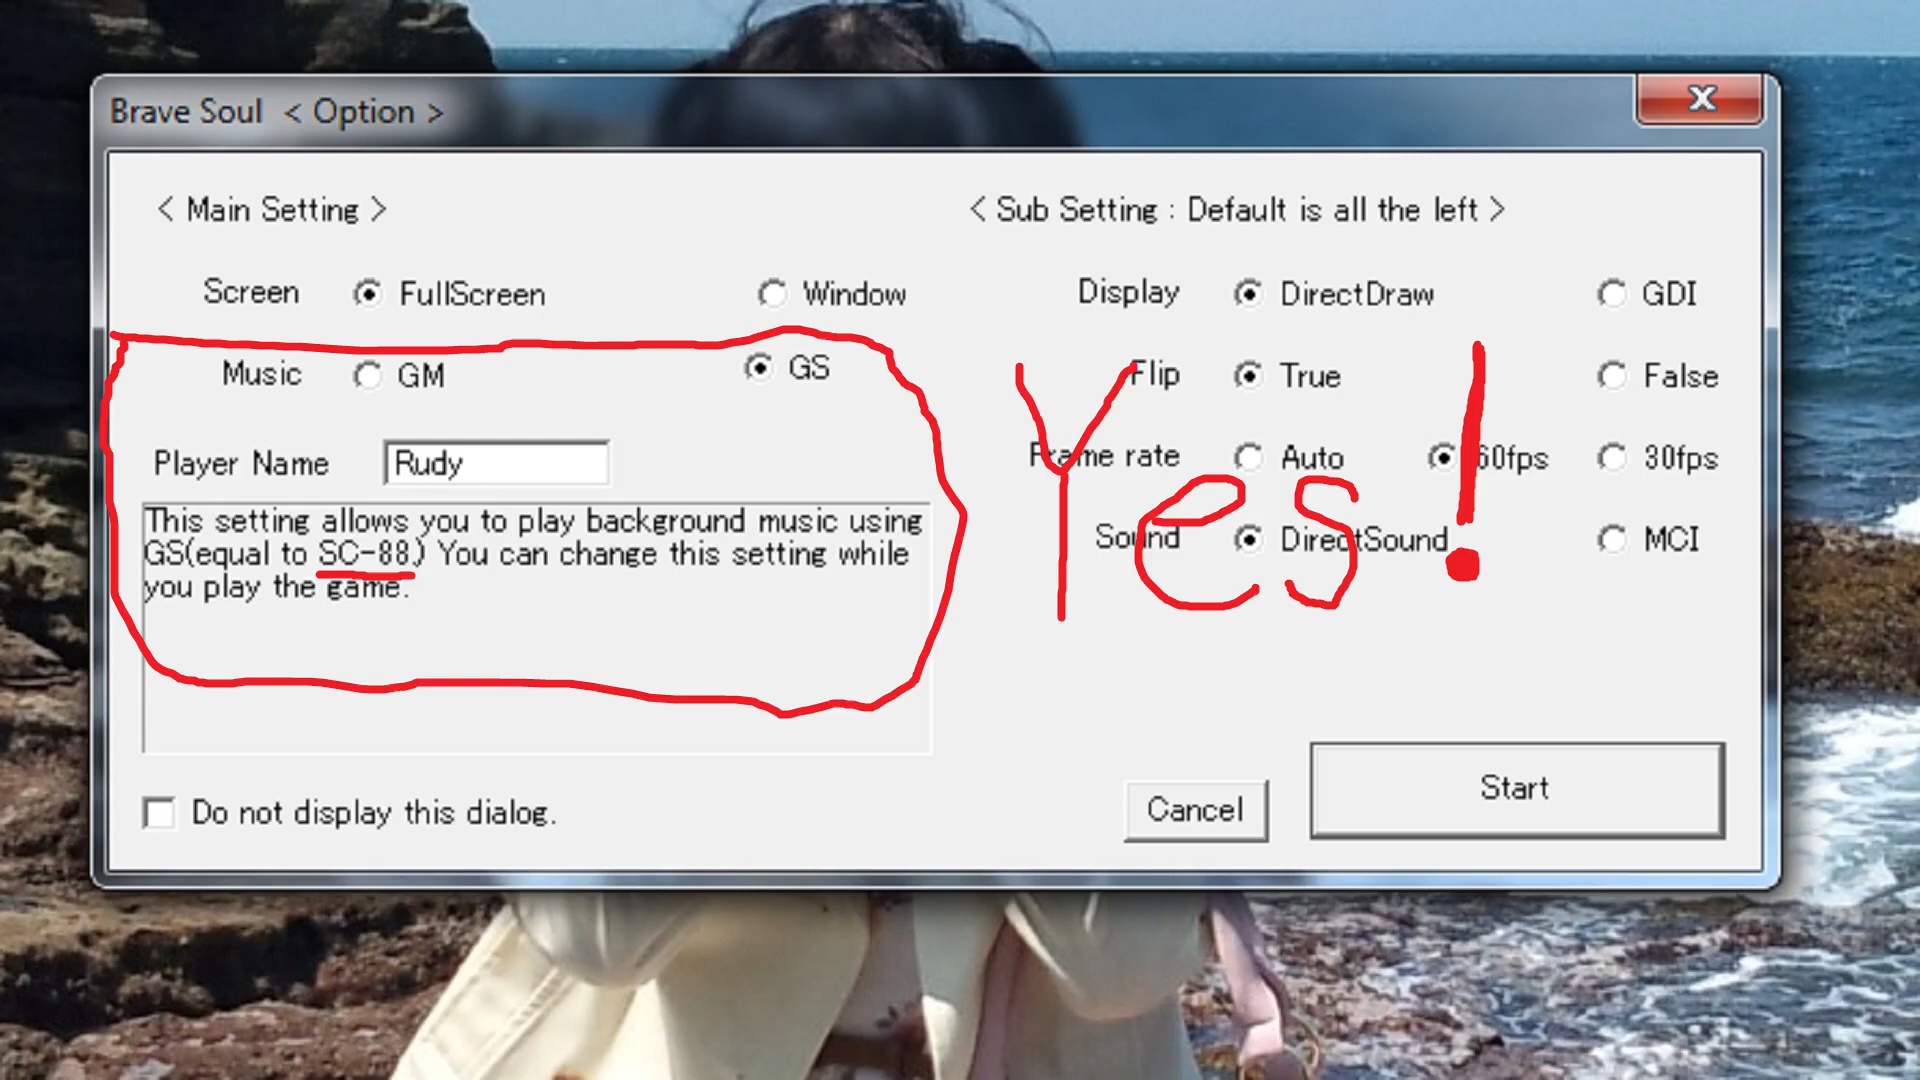 Brave Soul < Option >
< Main Setting >
Screen FullScreen Window
Music GM GS
Player Name Rudy
This setting allows you to play background music using
GS(equal to SC-88.) You can change this setting while
you play the game.
Do not display this dialog.
< Sub Setting : Default is all the left >
Display DirectDraw GDI
Flip True False
Frame rate Auto 60fps 30fps
Sound DirectSound MCI
Yes!
Cancel Start